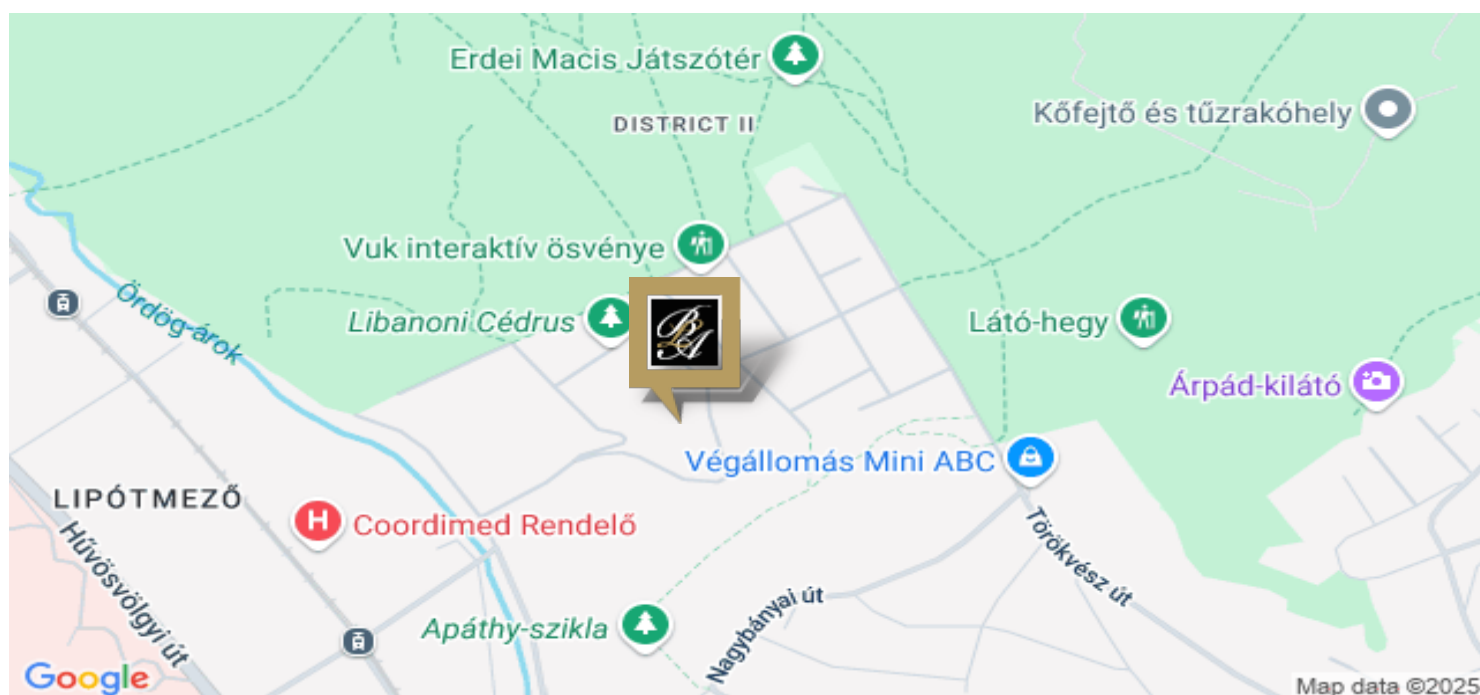 Erdei Macis Játszótér
DISTRICT II
Kőfejtő és tűzrakóhely
Vuk interaktív ösvénye
Ördög-árok
Libanoni Cédrus
BLA
Látó-hegy
Árpád-kilátó
Végállomás Mini ABC
LIPÓTMEZŐ
H
Coordimed Rendelő
Hűvösvölgyi út
Törökvész út
Nagybányai út
Apáthy-szikla
Google
Map data ©2025